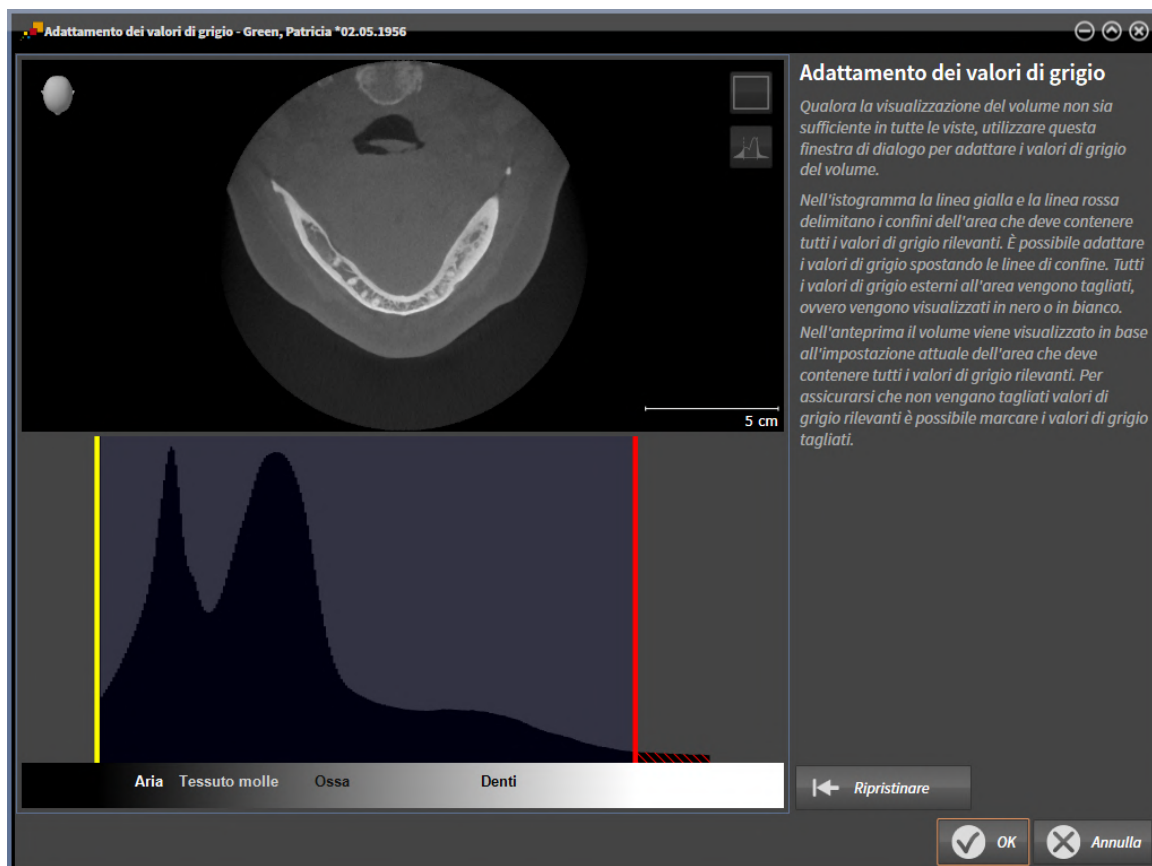 Adattamento dei valori di grigio - Green, Patricia *02.05.1956
5 cm
Aria Tessuto molle Ossa Denti
Adattamento dei valori di grigio
Qualora la visualizzazione del volume non sia
sufficiente in tutte le viste, utilizzare questa
finestra di dialogo per adattare i valori di grigio
del volume.
Nell'istogramma la linea gialla e la linea rossa
delimitano i confini dell'area che deve contenere
tutti i valori di grigio rilevanti. È possibile adattare
i valori di grigio spostando le linee di confine. Tutti
i valori di grigio esterni all'area vengono tagliati,
ovvero vengono visualizzati in nero o in bianco.
Nell'anteprima il volume viene visualizzato in base
all'impostazione attuale dell'area che deve
contenere tutti i valori di grigio rilevanti. Per
assicurarsi che non vengano tagliati valori di
grigio rilevanti è possibile marcare i valori di grigio
tagliati.
Ripristinare
OK Annulla